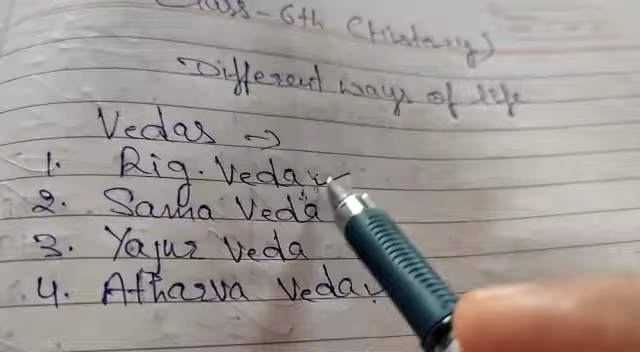 Class - 6th (History)
Different ways of life
Vedas →
1. Rig. Veda
2. Sama Veda
3. Yajur Veda
4. Atharva Veda